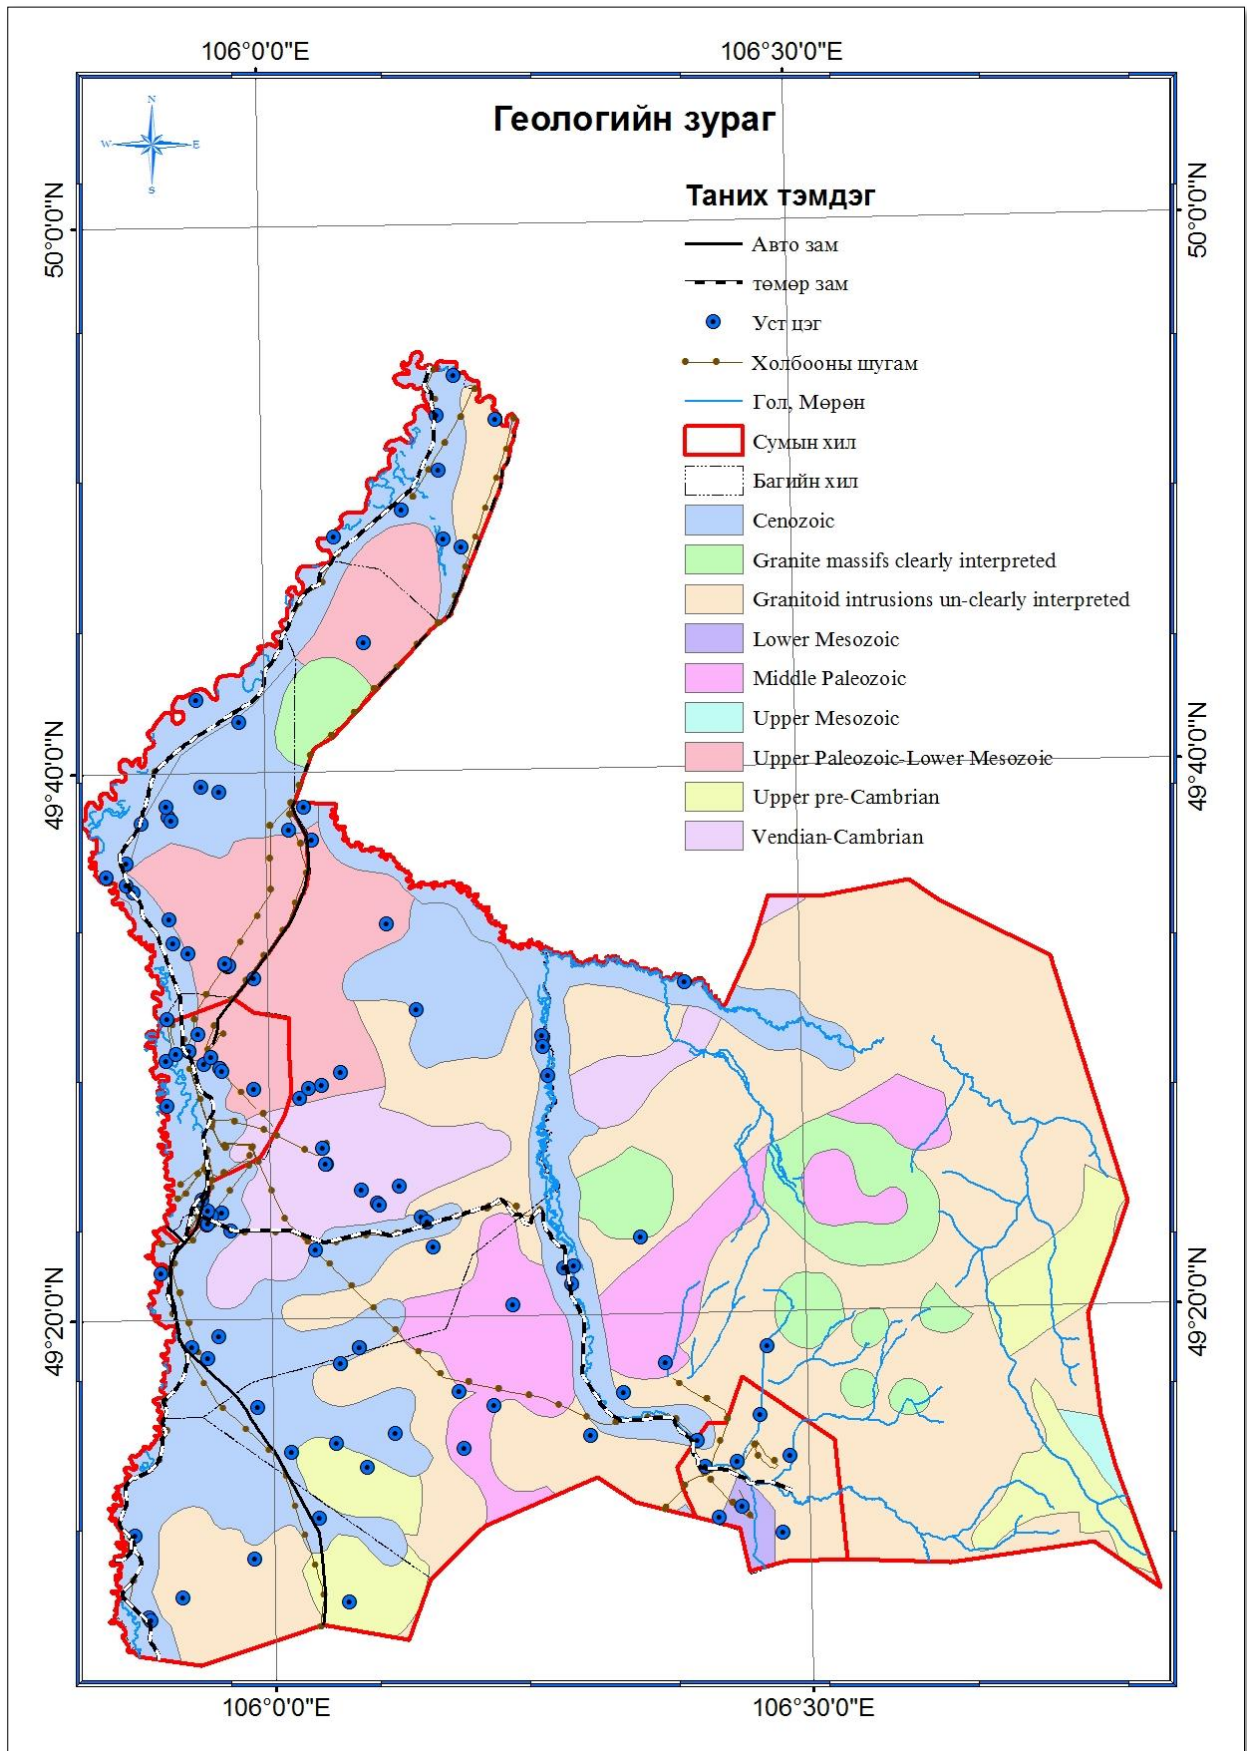 106°0'0"E 106°30'0"E
Геологийн зураг
N
W E
S
Таних тэмдэг
50°0'0"N 50°0'0"N
Авто зам
төмөр зам
Уст цэг
Холбооны шугам
Гол, Мөрөн
Сумын хил
Багийн хил
Cenozoic
Granite massifs clearly interpreted
Granitoid intrusions un-clearly interpreted
Lower Mesozoic
Middle Paleozoic
Upper Mesozoic
Upper Paleozoic-Lower Mesozoic
49°40'0"N 49°40'0"N
Upper pre-Cambrian
Vendian-Cambrian
49°20'0"N 49°20'0"N
106°0'0"E 106°30'0"E